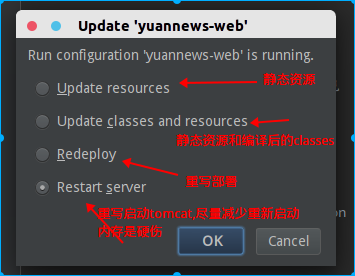 Update 'yuannews-web'
Run configuration 'yuannews-web' is running.
Update resources
静态资源
Update classes and resources
静态资源和编译后的classes
Redeploy
重写部署
Restart server
重写启动tomcat,尽量减少重新启动
内存是硬伤
OK
Cancel